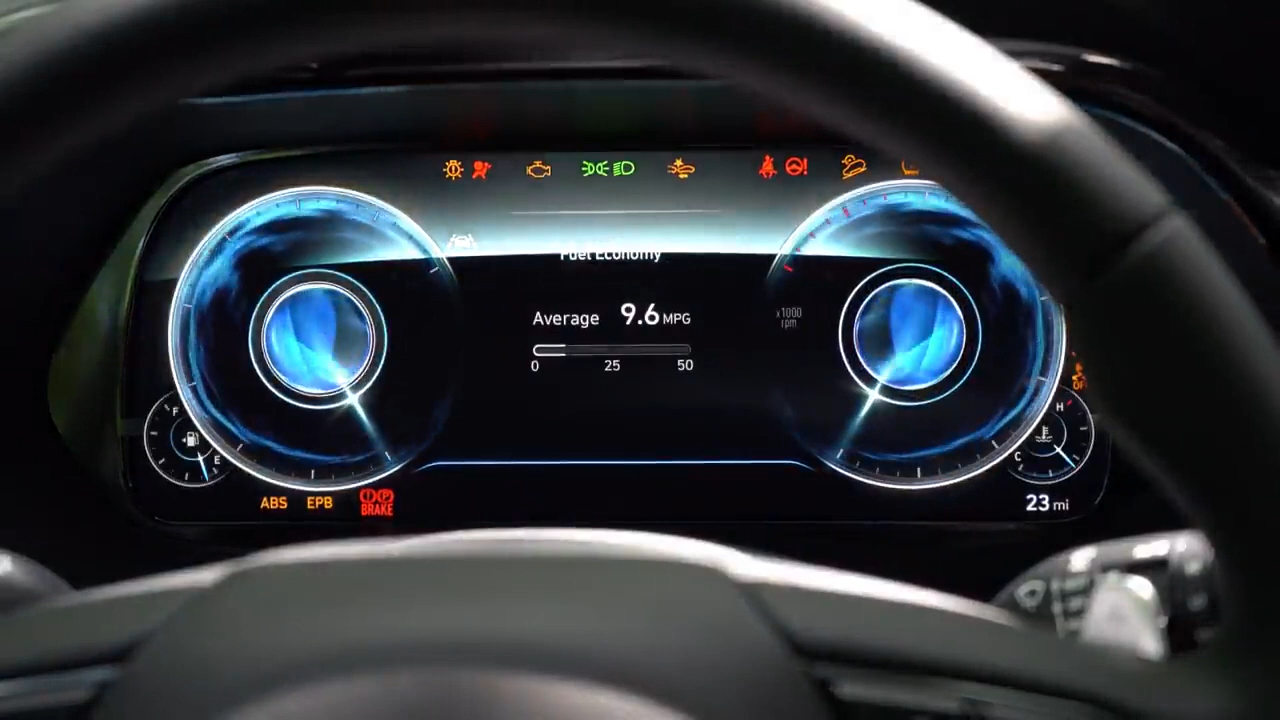 Fuel Economy
Average 9.6 MPG
0 25 50
x1000
rpm
F
E
H
C
ABS EPB BRAKE
23 mi